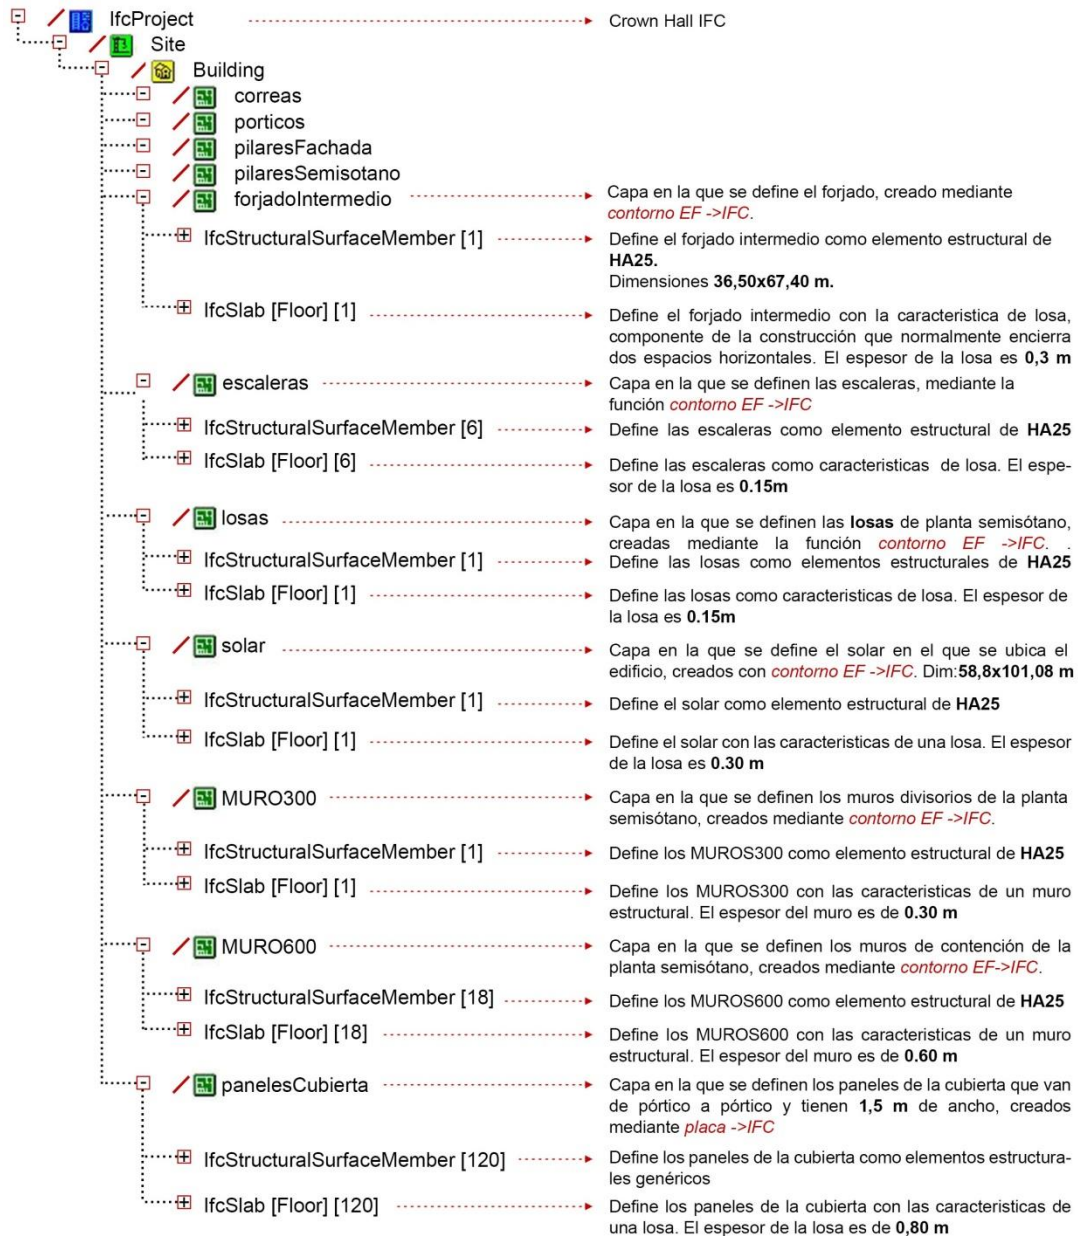 IfcProject
Crown Hall IFC
Site
Building
correas
porticos
pilaresFachada
pilaresSemisotano
forjadoIntermedio
Capa en la que se define el forjado, creado mediante
contorno EF ->IFC.
IfcStructuralSurfaceMember [1]
Define el forjado intermedio como elemento estructural de
HA25.
Dimensiones 36,50x67,40 m.
IfcSlab [Floor] [1]
Define el forjado intermedio con la caracteristica de losa,
componente de la construcción que normalmente encierra
dos espacios horizontales. El espesor de la losa es 0,3 m
escaleras
Capa en la que se definen las escaleras, mediante la
función contorno EF ->IFC
IfcStructuralSurfaceMember [6]
Define las escaleras como elemento estructural de HA25
IfcSlab [Floor] [6]
Define las escaleras como caracteristicas de losa. El espe-
sor de la losa es 0.15m
losas
Capa en la que se definen las losas de planta semisótano,
creadas mediante la función contorno EF ->IFC. .
IfcStructuralSurfaceMember [1]
Define las losas como elementos estructurales de HA25
IfcSlab [Floor] [1]
Define las losas como caracteristicas de losa. El espesor de
la losa es 0.15m
solar
Capa en la que se define el solar en el que se ubica el
edificio, creados con contorno EF ->IFC. Dim:58,8x101,08 m
IfcStructuralSurfaceMember [1]
Define el solar como elemento estructural de HA25
IfcSlab [Floor] [1]
Define el solar con las caracteristicas de una losa. El espesor
de la losa es 0.30 m
MURO300
Capa en la que se definen los muros divisorios de la planta
semisótano, creados mediante contorno EF ->IFC.
IfcStructuralSurfaceMember [1]
Define los MUROS300 como elemento estructural de HA25
IfcSlab [Floor] [1]
Define los MUROS300 con las caracteristicas de un muro
estructural. El espesor del muro es de 0.30 m
MURO600
Capa en la que se definen los muros de contención de la
planta semisótano, creados mediante contorno EF->IFC.
IfcStructuralSurfaceMember [18]
Define los MUROS600 como elemento estructural de HA25
IfcSlab [Floor] [18]
Define los MUROS600 con las caracteristicas de un muro
estructural. El espesor del muro es de 0.60 m
panelesCubierta
Capa en la que se definen los paneles de la cubierta que van
de pórtico a pórtico y tienen 1,5 m de ancho, creados
mediante placa ->IFC
IfcStructuralSurfaceMember [120]
Define los paneles de la cubierta como elementos estructura-
les genéricos
IfcSlab [Floor] [120]
Define los paneles de la cubierta con las caracteristicas de
una losa. El espesor de la losa es de 0,80 m